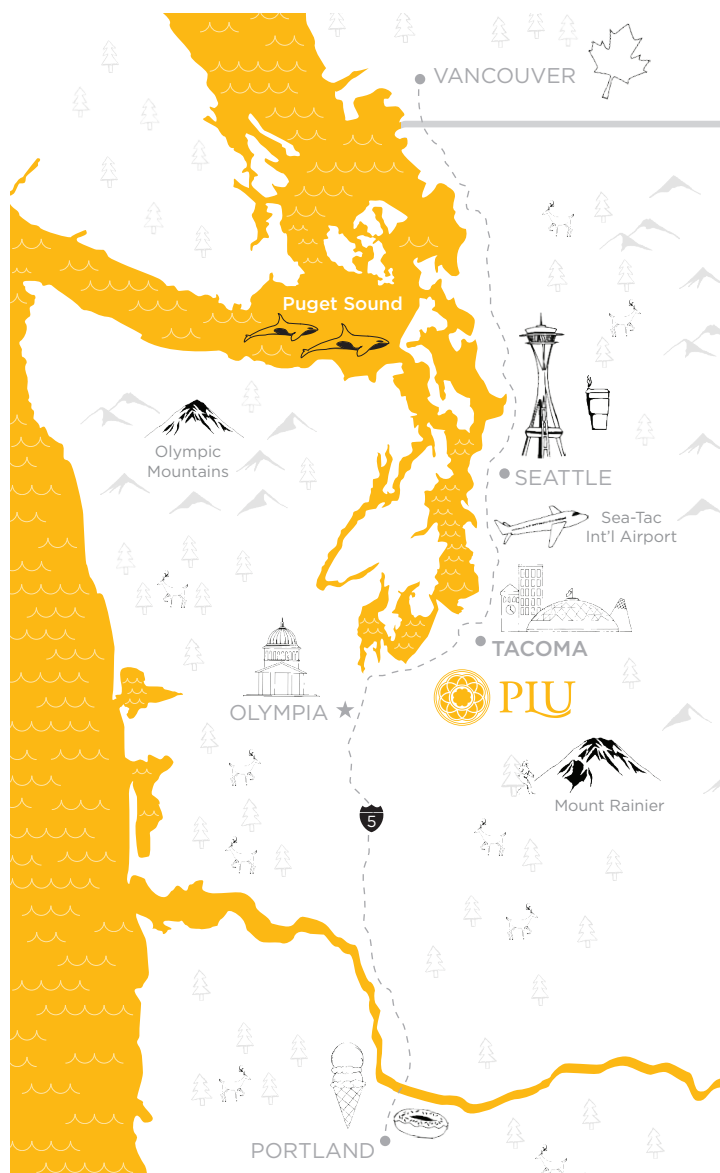 VANCOUVER
Puget Sound
Olympic
Mountains
SEATTLE
Sea-Tac
Int'l Airport
TACOMA
PLU
OLYMPIA
Mount Rainier
5
PORTLAND